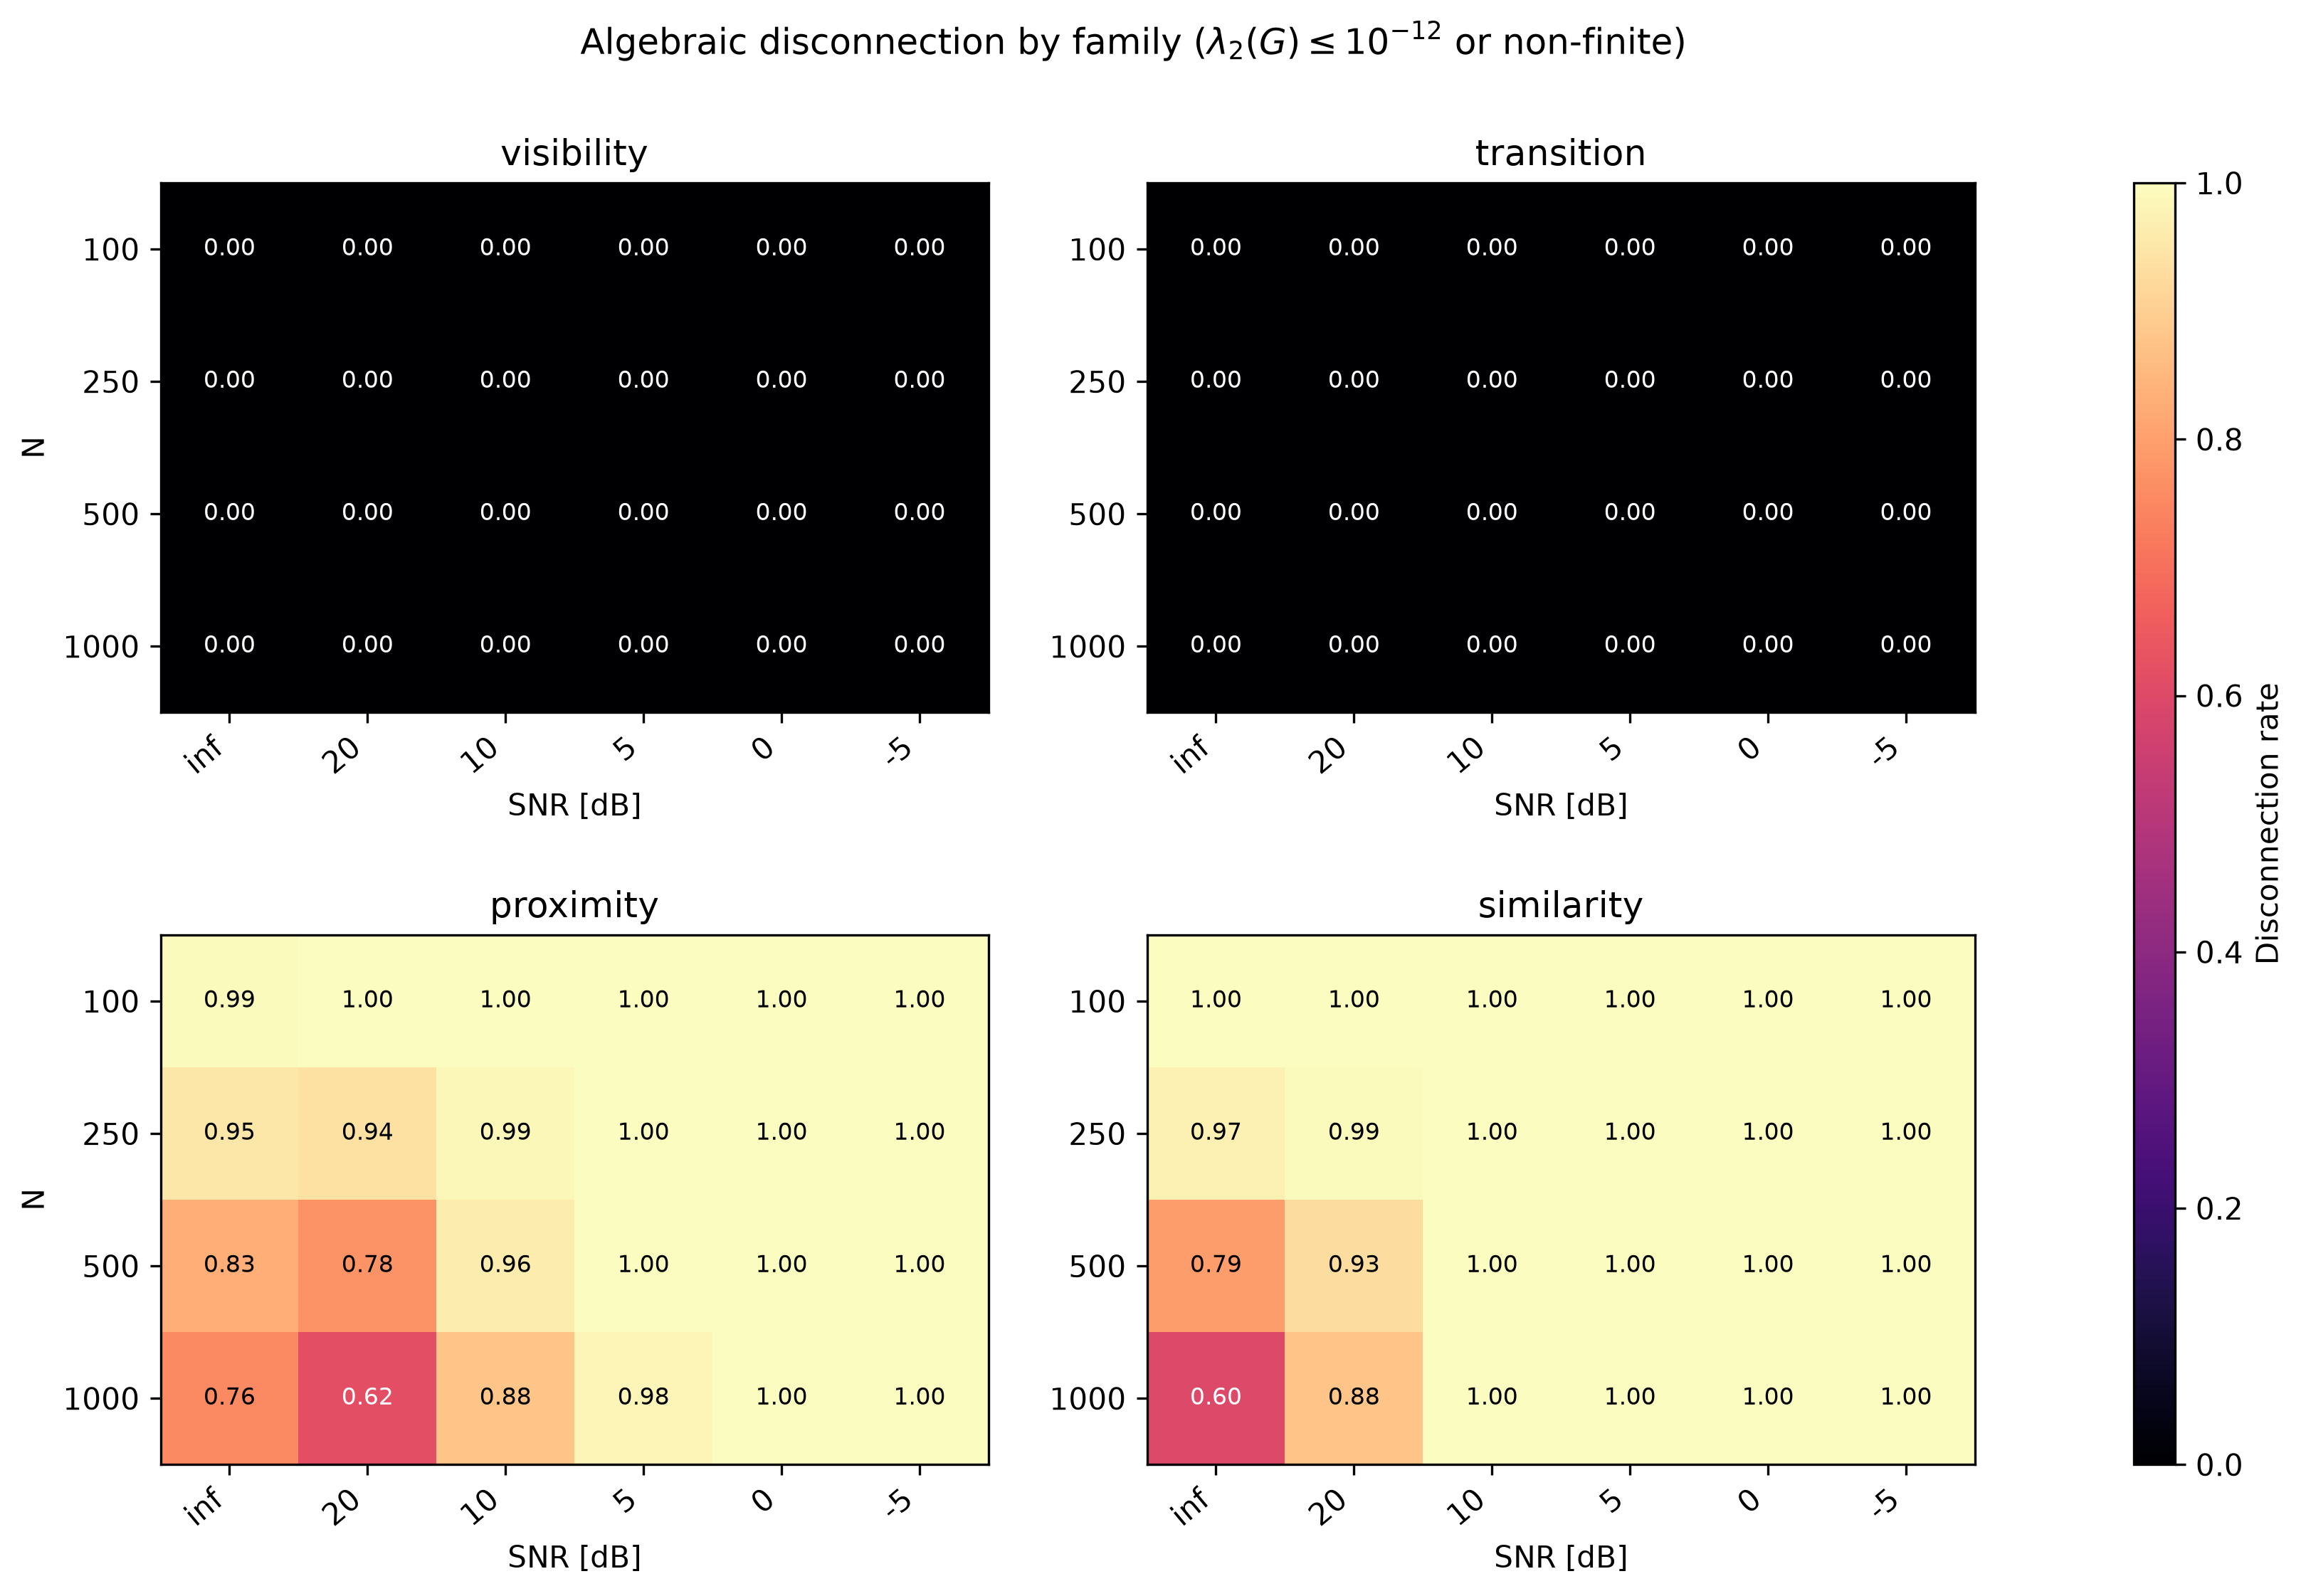 Algebraic disconnection by family (λ₂(G) ≤ 10⁻¹² or non-finite)
visibility
N
100 0.00 0.00 0.00 0.00 0.00 0.00
250 0.00 0.00 0.00 0.00 0.00 0.00
500 0.00 0.00 0.00 0.00 0.00 0.00
1000 0.00 0.00 0.00 0.00 0.00 0.00
inf 20 10 5 0 -5
SNR [dB]
transition
100 0.00 0.00 0.00 0.00 0.00 0.00
250 0.00 0.00 0.00 0.00 0.00 0.00
500 0.00 0.00 0.00 0.00 0.00 0.00
1000 0.00 0.00 0.00 0.00 0.00 0.00
inf 20 10 5 0 -5
SNR [dB]
proximity
N
100 0.99 1.00 1.00 1.00 1.00 1.00
250 0.95 0.94 0.99 1.00 1.00 1.00
500 0.83 0.78 0.96 1.00 1.00 1.00
1000 0.76 0.62 0.88 0.98 1.00 1.00
inf 20 10 5 0 -5
SNR [dB]
similarity
100 1.00 1.00 1.00 1.00 1.00 1.00
250 0.97 0.99 1.00 1.00 1.00 1.00
500 0.79 0.93 1.00 1.00 1.00 1.00
1000 0.60 0.88 1.00 1.00 1.00 1.00
inf 20 10 5 0 -5
SNR [dB]
1.0
0.8
0.6
0.4
0.2
0.0
Disconnection rate